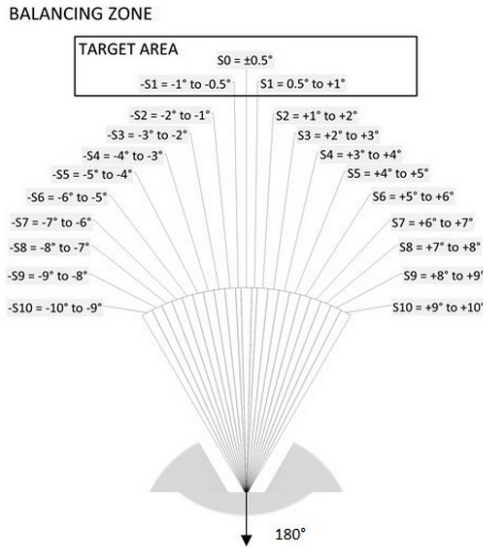 BALANCING ZONE
TARGET AREA
S0 = ±0.5°
-S1 = -1° to -0.5°
S1 = 0.5° to +1°
-S2 = -2° to -1°
S2 = +1° to +2°
-S3 = -3° to -2°
S3 = +2° to +3°
-S4 = -4° to -3°
S4 = +3° to +4°
-S5 = -5° to -4°
S5 = +4° to +5°
-S6 = -6° to -5°
S6 = +5° to +6°
-S7 = -7° to -6°
S7 = +6° to +7°
-S8 = -8° to -7°
S8 = +7° to +8°
-S9 = -9° to -8°
S9 = +8° to +9°
-S10 = -10° to -9°
S10 = +9° to +10°
180°